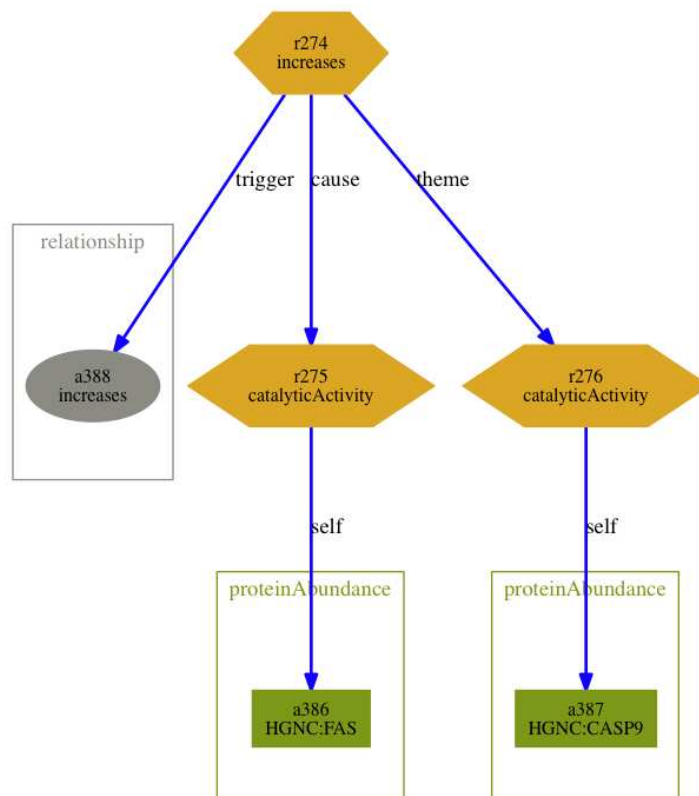 r274
increases
trigger
cause
theme
relationship
a388
increases
r275
catalyticActivity
r276
catalyticActivity
self
self
proteinAbundance
proteinAbundance
a386
HGNC:FAS
a387
HGNC:CASP9